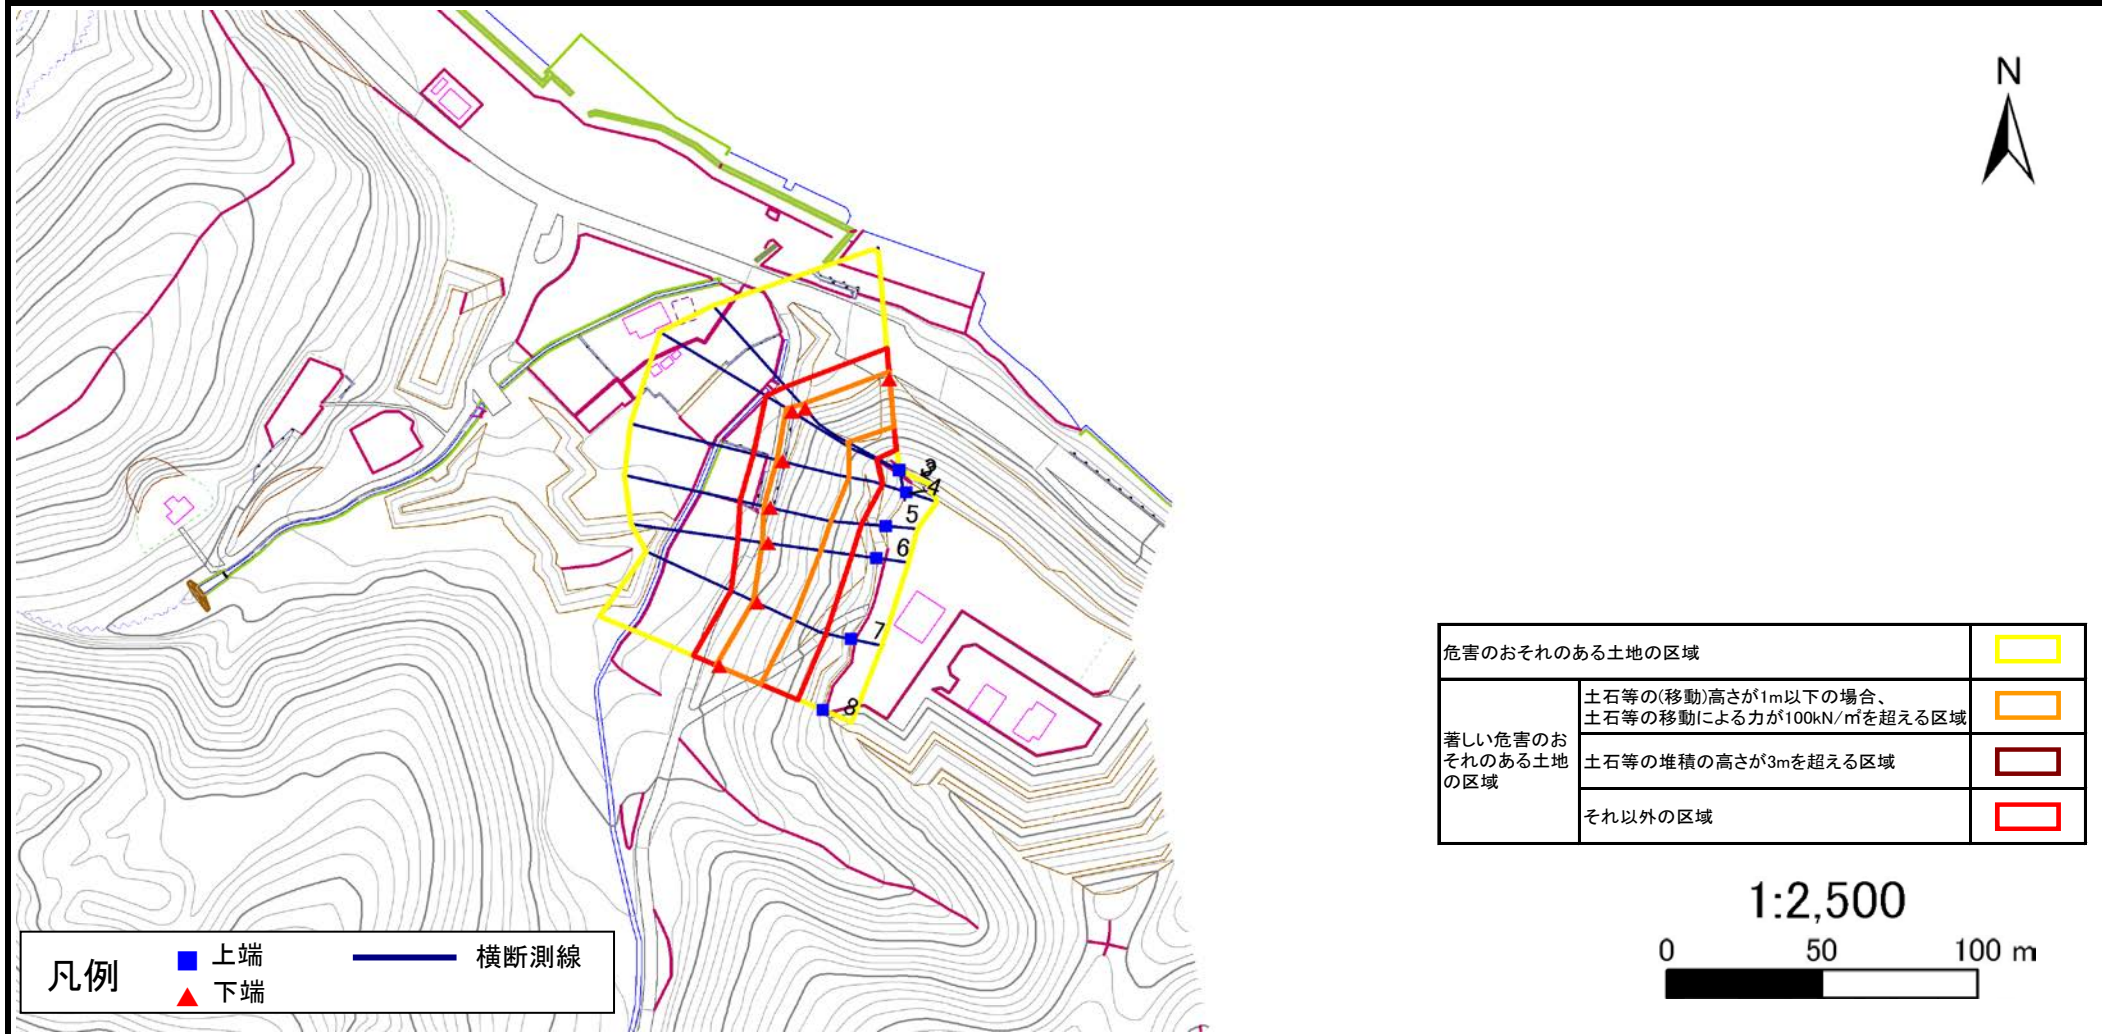 N
3
4
5
6
7
8
危害のおそれのある土地の区域
著しい危害のお
それのある土地
の区域
土石等の(移動)高さが1m以下の場合、
土石等の移動による力が100kN/㎡を超える区域
土石等の堆積の高さが3mを超える区域
それ以外の区域
1:2,500
0 50 100 m
凡例
上端
下端
横断測線